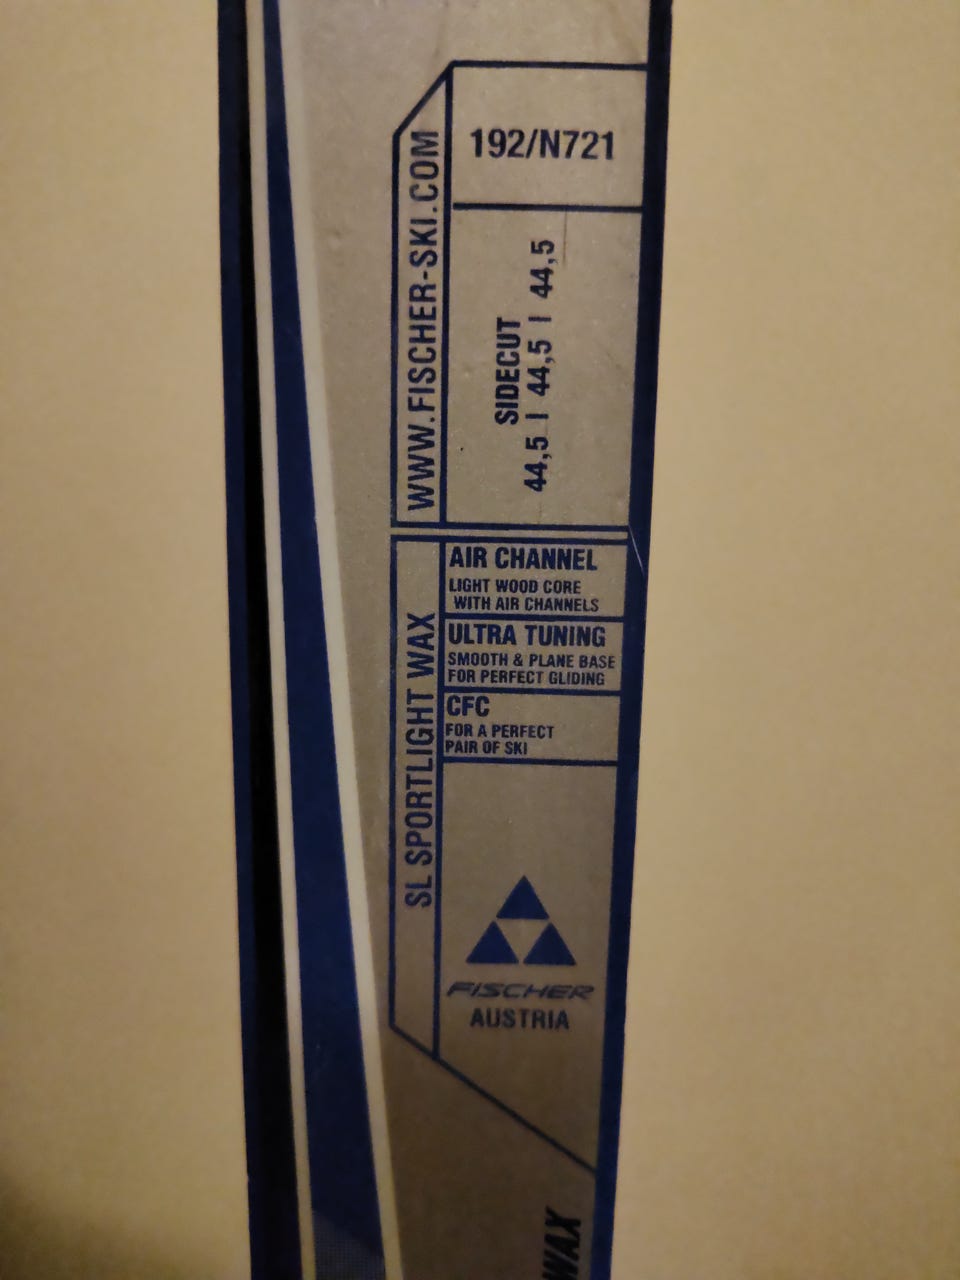 192/N721
WWW.FISCHER-SKI.COM
SIDECUT
44,5 | 44,5 | 44,5
SL SPORTLIGHT WAX
AIR CHANNEL
LIGHT WOOD CORE
WITH AIR CHANNELS
ULTRA TUNING
SMOOTH & PLANE BASE
FOR PERFECT GLIDING
CFC
FOR A PERFECT
PAIR OF SKI
FISCHER
AUSTRIA
WAX